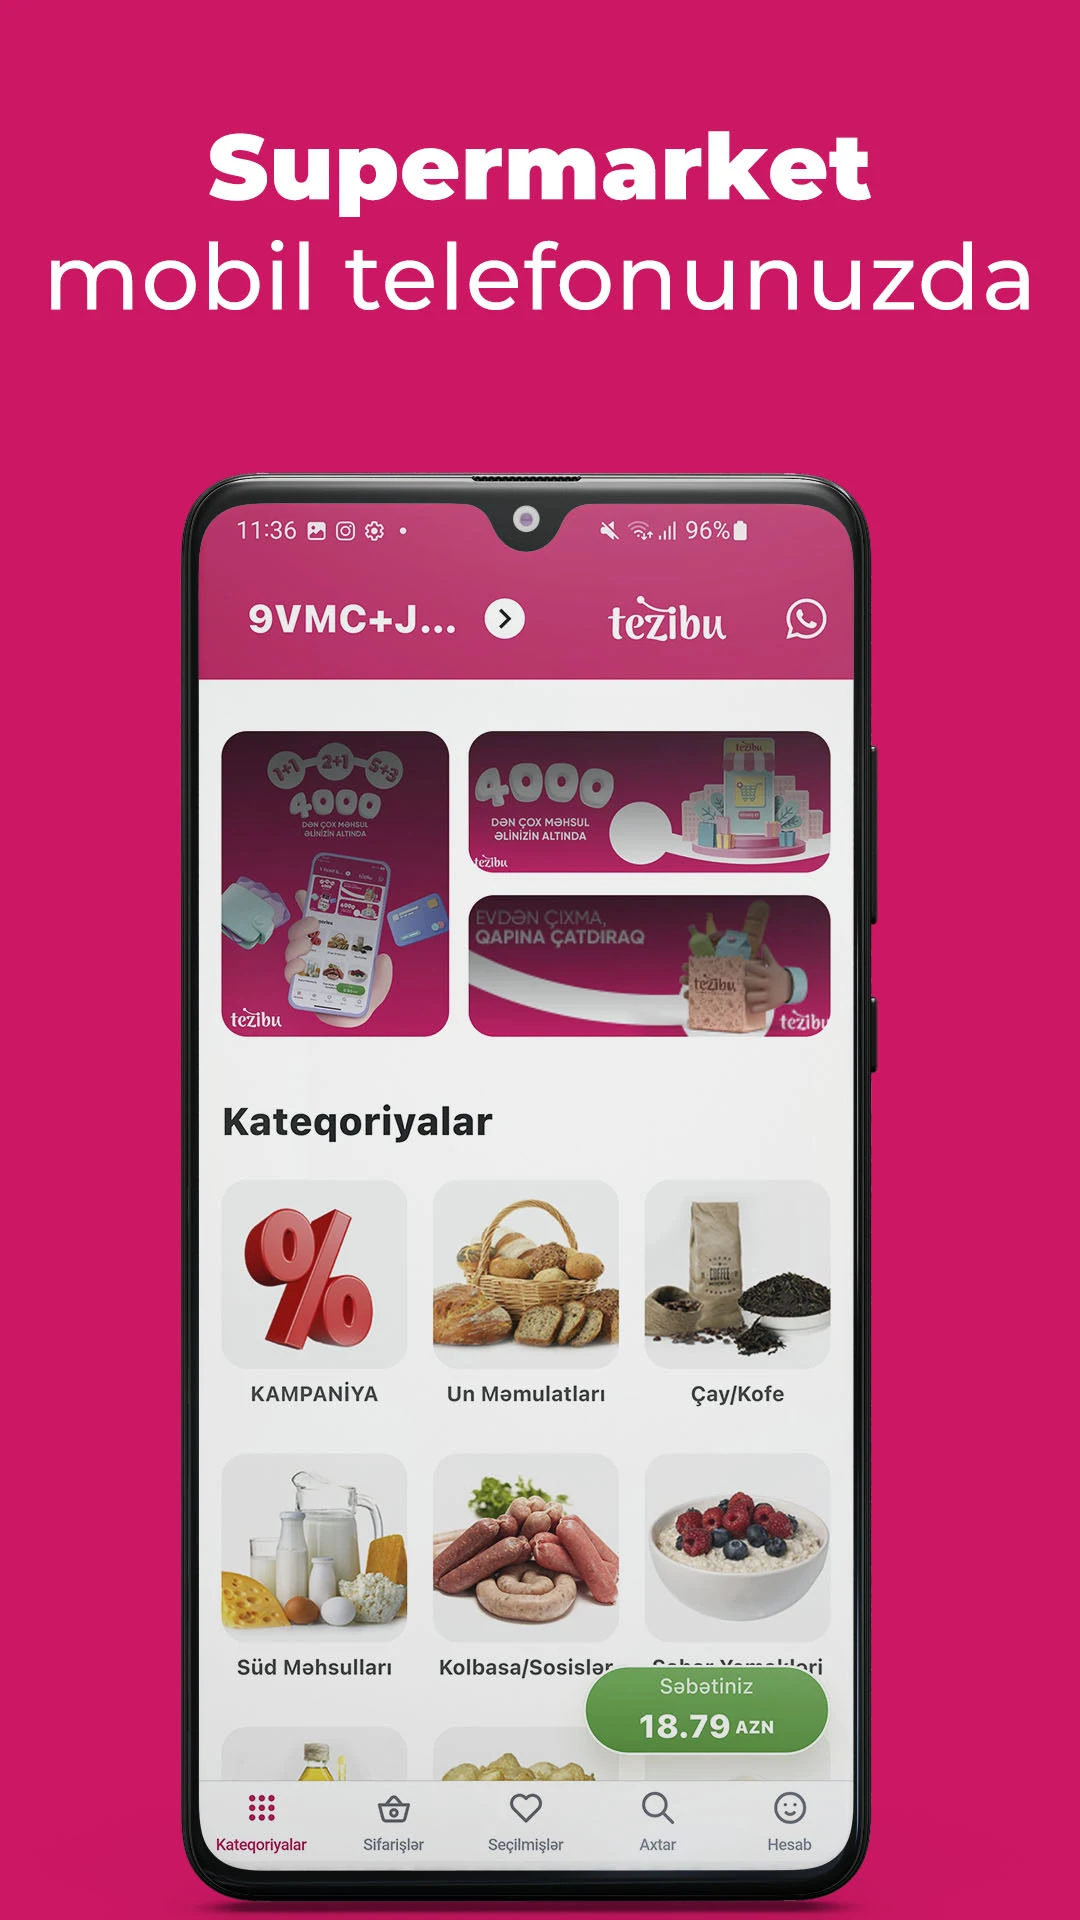 Supermarket
mobil telefonunuzda
11:36
96%
9VMC+J...
tezibu
1+1 2+1 5+3
4000
DƏN ÇOX MƏHSUL
ƏLİNİZİN ALTINDA
tezibu
4000
DƏN ÇOX MƏHSUL
ƏLİNİZİN ALTINDA
tezibu
tezibu
EVDƏN ÇIXMA,
QAPINA ÇATDIRAQ
tezibu
tezibu
Kateqoriyalar
COFFEE
KAMPANİYA
Un Məmulatları
Çay/Kofe
Süd Məhsulları
Kolbasa/Sosislər
Səbətiniz
18.79 AZN
Kateqoriyalar
Sifarişlər
Seçilmişlər
Axtar
Hesab